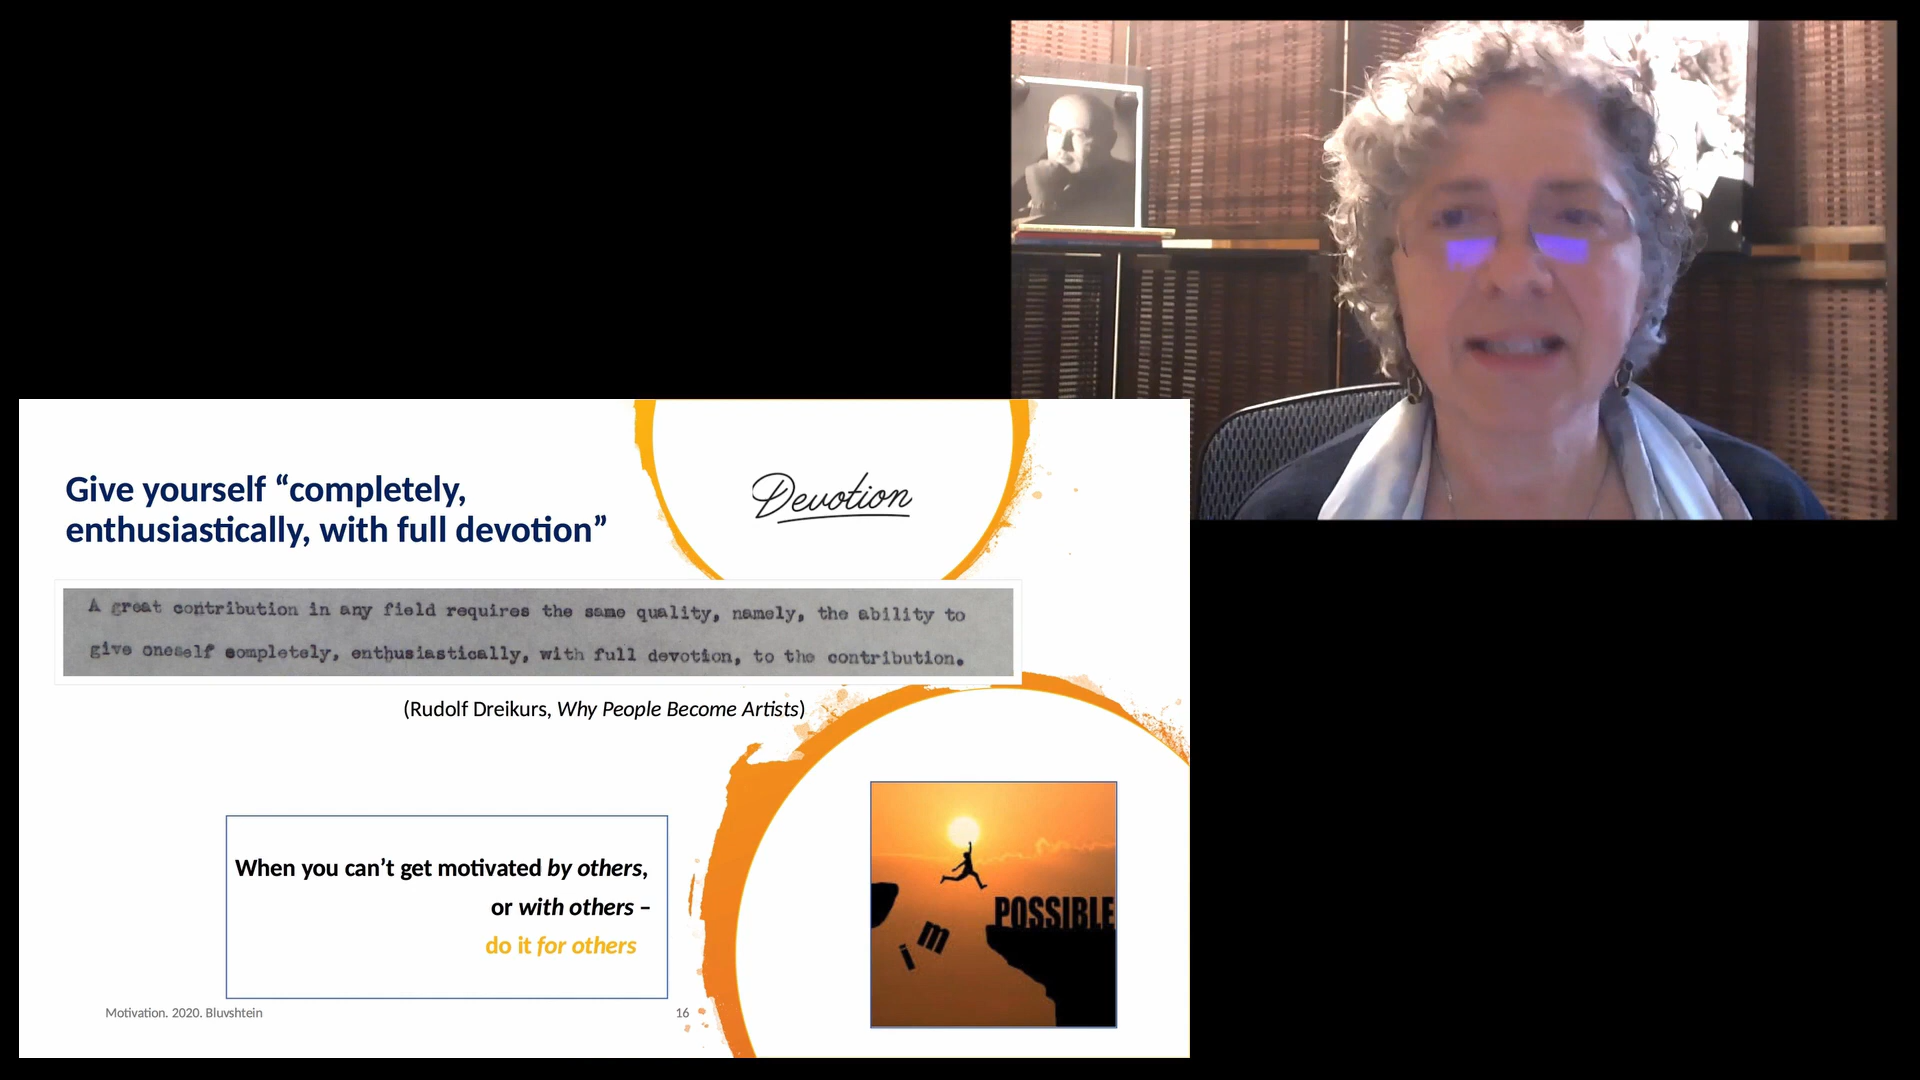 Give yourself “completely,
enthusiastically, with full devotion”
Devotion
A great contribution in any field requires the same quality, namely, the ability to
give oneself completely, enthusiastically, with full devotion, to the contribution.
(Rudolf Dreikurs, Why People Become Artists)
When you can’t get motivated by others,
or with others –
do it for others
im
POSSIBLE
Motivation. 2020. Bluvshtein
16